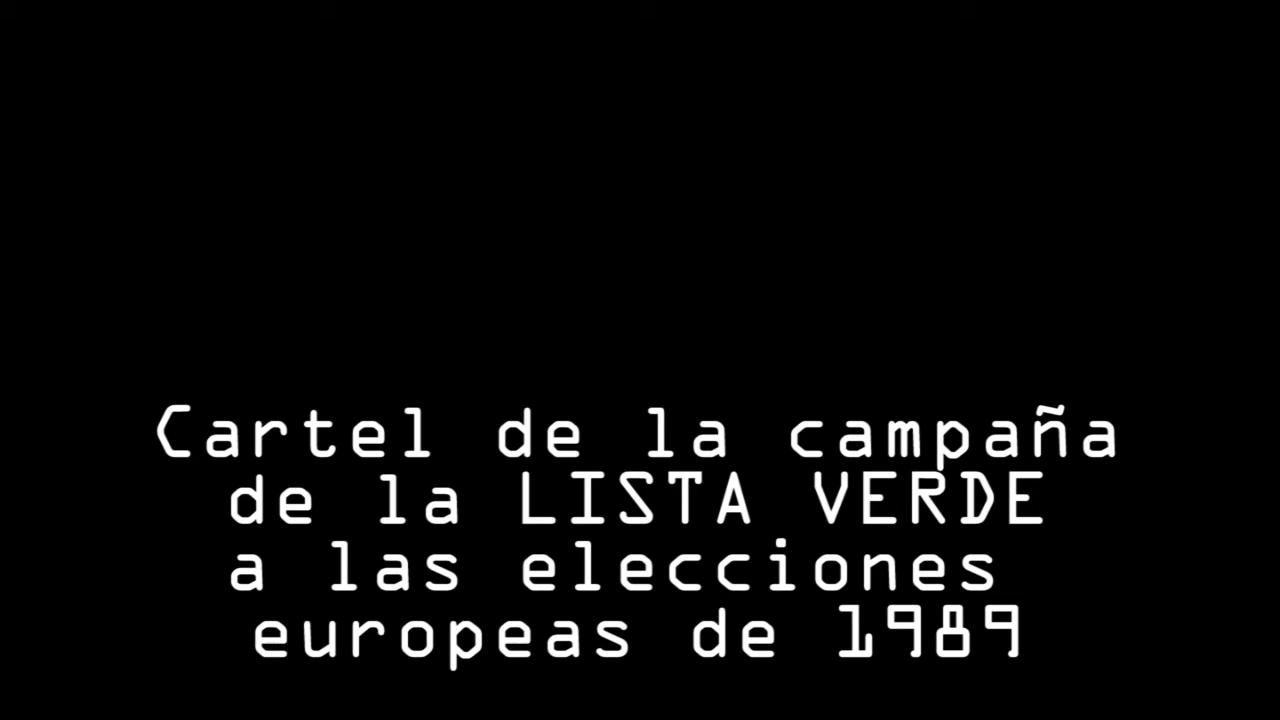 Cartel de la campaña
de la LISTA VERDE
a las elecciones
europeas de 1989